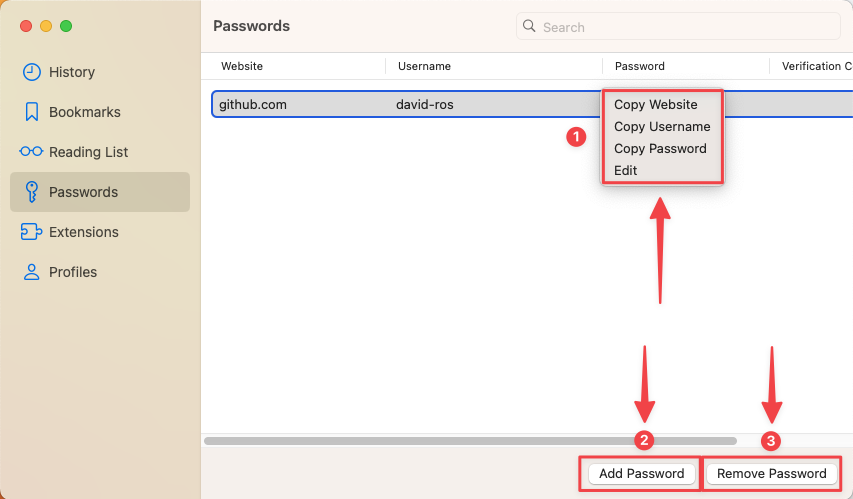 Passwords
Search
History
Bookmarks
Reading List
Passwords
Extensions
Profiles
Website Username Password Verification C
github.com david-ros
1
Copy Website
Copy Username
Copy Password
Edit
2 3
Add Password Remove Password